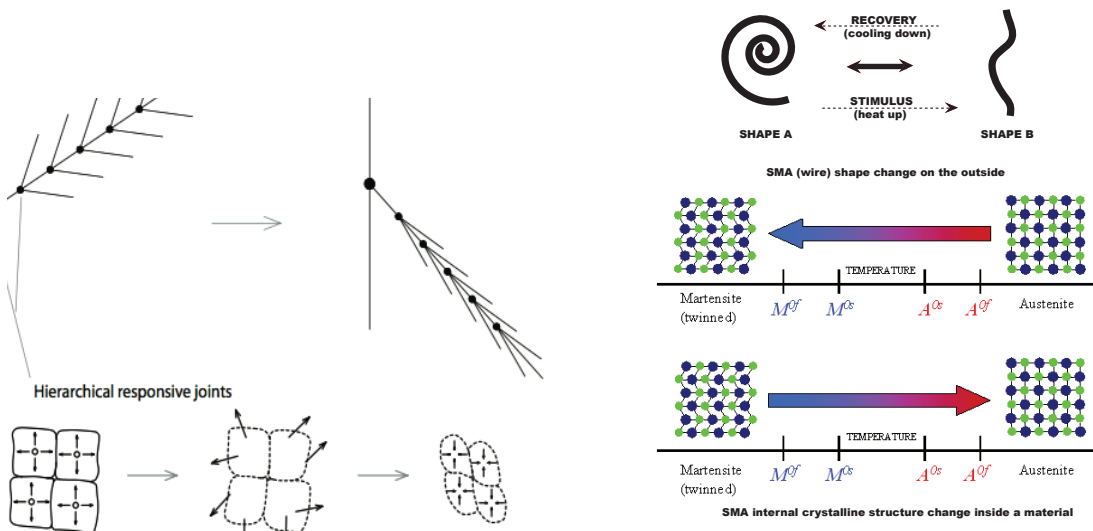 Hierarchical responsive joints
RECOVERY
(cooling down)
STIMULUS
(heat up)
SHAPE A
SHAPE B
SMA (wire) shape change on the outside
TEMPERATURE
Martensite
(twinned)
M^0f
M^0s
A^0s
A^0f
Austenite
TEMPERATURE
Martensite
(twinned)
M^0f
M^0s
A^0s
A^0f
Austenite
SMA internal crystalline structure change inside a material